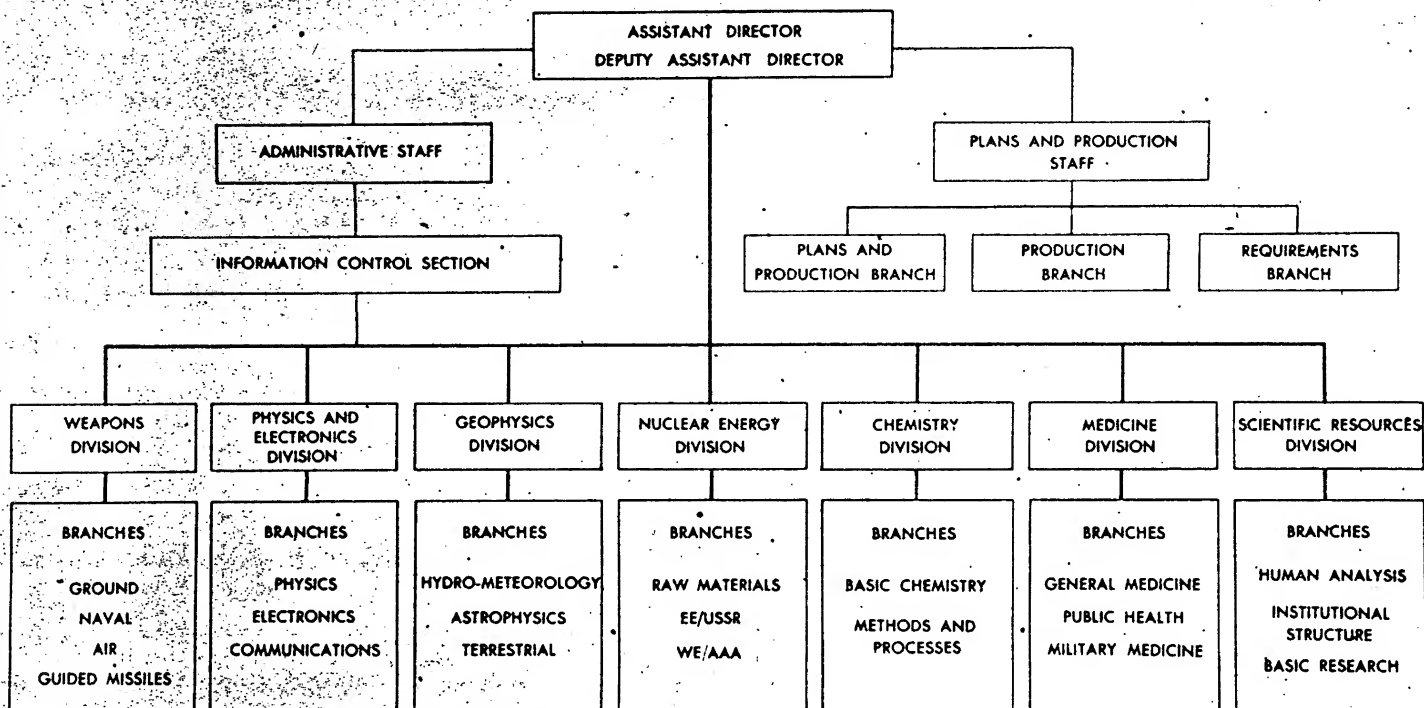 ASSISTANT DIRECTOR
DEPUTY ASSISTANT DIRECTOR
ADMINISTRATIVE STAFF
PLANS AND PRODUCTION
STAFF
INFORMATION CONTROL SECTION
PLANS AND
PRODUCTION BRANCH
PRODUCTION
BRANCH
REQUIREMENTS
BRANCH
WEAPONS
DIVISION
PHYSICS AND
ELECTRONICS
DIVISION
GEOPHYSICS
DIVISION
NUCLEAR ENERGY
DIVISION
CHEMISTRY
DIVISION
MEDICINE
DIVISION
SCIENTIFIC RESOURCES
DIVISION
BRANCHES
GROUND
NAVAL
AIR
GUIDED MISSILES
BRANCHES
PHYSICS
ELECTRONICS
COMMUNICATIONS
BRANCHES
HYDRO-METEOROLOGY
ASTROPHYSICS
TERRESTRIAL
BRANCHES
RAW MATERIALS
EE/USSR
WE/AAA
BRANCHES
BASIC CHEMISTRY
METHODS AND
PROCESSES
BRANCHES
GENERAL MEDICINE
PUBLIC HEALTH
MILITARY MEDICINE
BRANCHES
HUMAN ANALYSIS
INSTITUTIONAL
STRUCTURE
BASIC RESEARCH